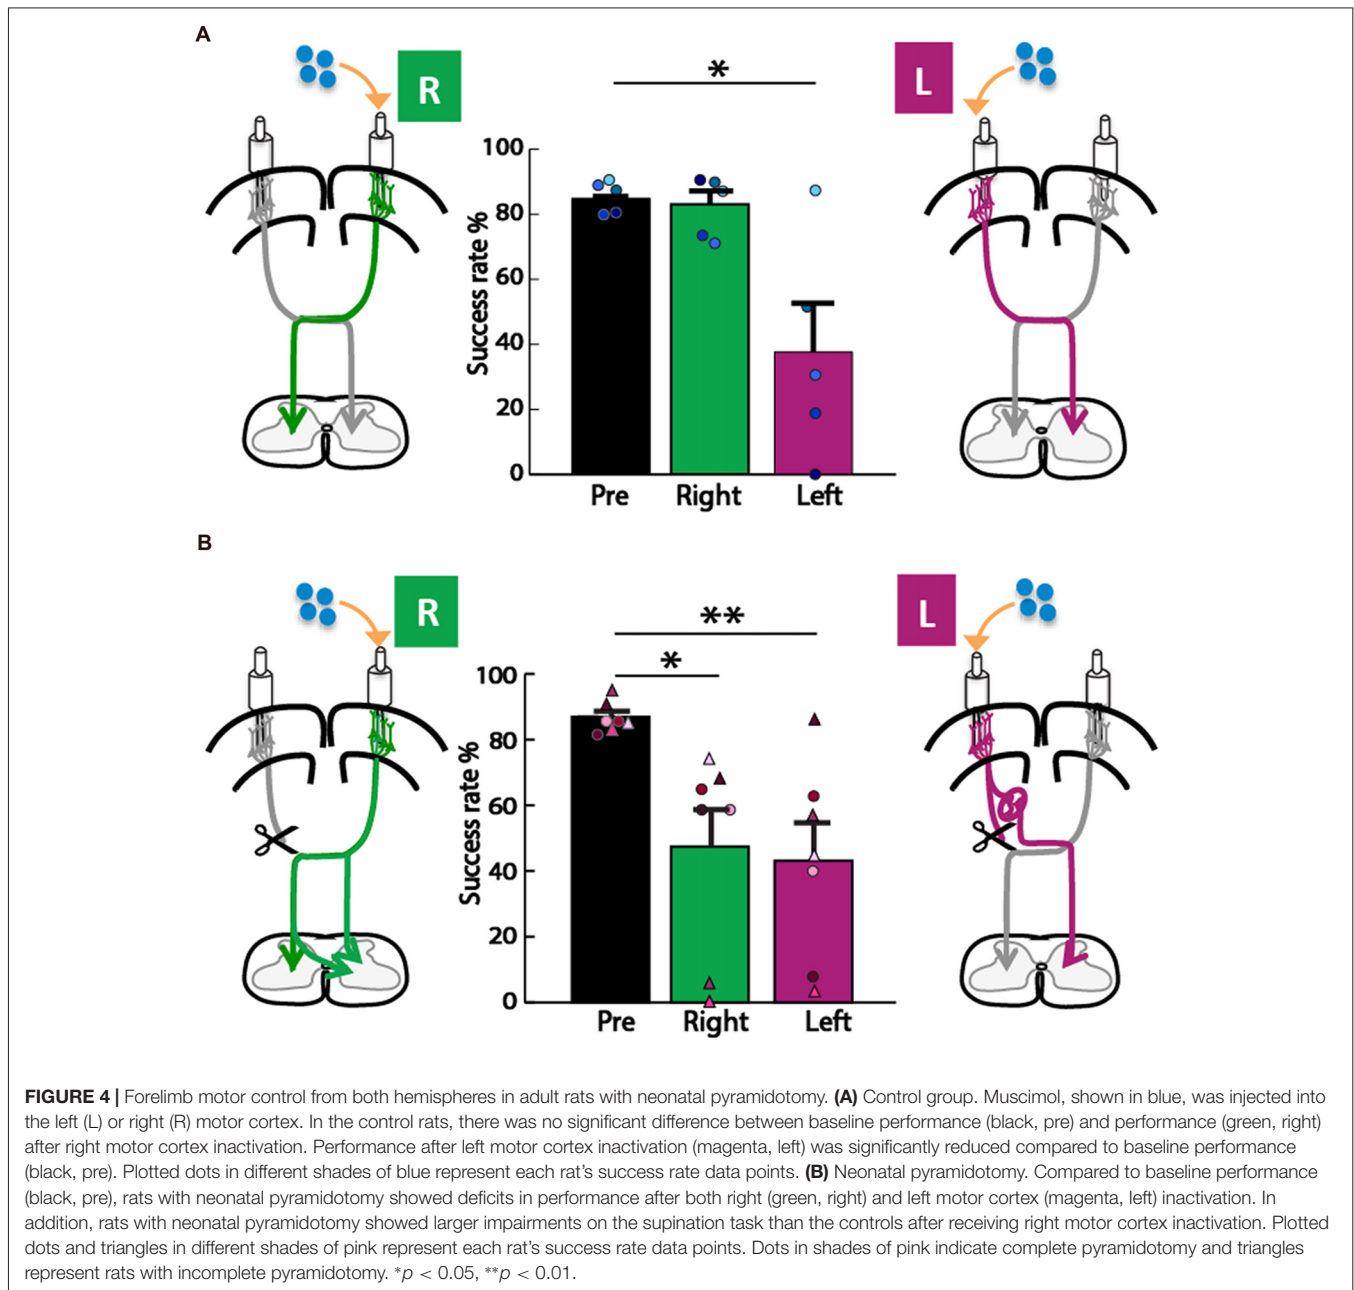 A
R
L
*
100
80
60
40
20
0
Success rate %
Pre Right Left
B
R
L
**
*
100
80
60
40
20
0
Success rate %
Pre Right Left
FIGURE 4 | Forelimb motor control from both hemispheres in adult rats with neonatal pyramidotomy. (A) Control group. Muscimol, shown in blue, was injected into
the left (L) or right (R) motor cortex. In the control rats, there was no significant difference between baseline performance (black, pre) and performance (green, right)
after right motor cortex inactivation. Performance after left motor cortex inactivation (magenta, left) was significantly reduced compared to baseline performance
(black, pre). Plotted dots in different shades of blue represent each rat's success rate data points. (B) Neonatal pyramidotomy. Compared to baseline performance
(black, pre), rats with neonatal pyramidotomy showed deficits in performance after both right (green, right) and left motor cortex (magenta, left) inactivation. In
addition, rats with neonatal pyramidotomy showed larger impairments on the supination task than the controls after receiving right motor cortex inactivation. Plotted
dots and triangles in different shades of pink represent each rat's success rate data points. Dots in shades of pink indicate complete pyramidotomy and triangles
represent rats with incomplete pyramidotomy. *p < 0.05, **p < 0.01.